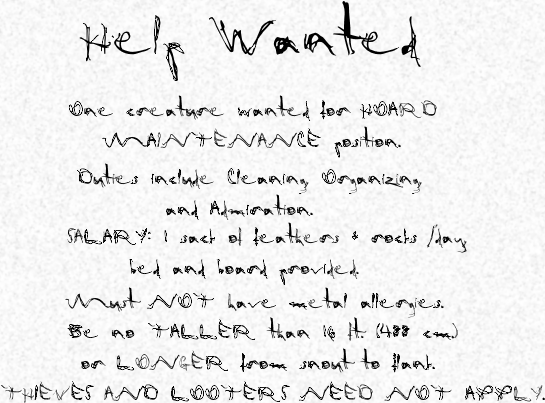 Help Wanted
One creature wanted for HOARD
MAINTENANCE position.
Duties include Cleaning Organizing
and Admiration.
SALARY: 1 sack of feathers & rocks /day
bed and board provided.
Must NOT have metal allergies.
Be no TALLER than 16 ft. (488 cm.)
or LONGER from snout to flank.
THIEVES AND LOOTERS NEED NOT APPLY.